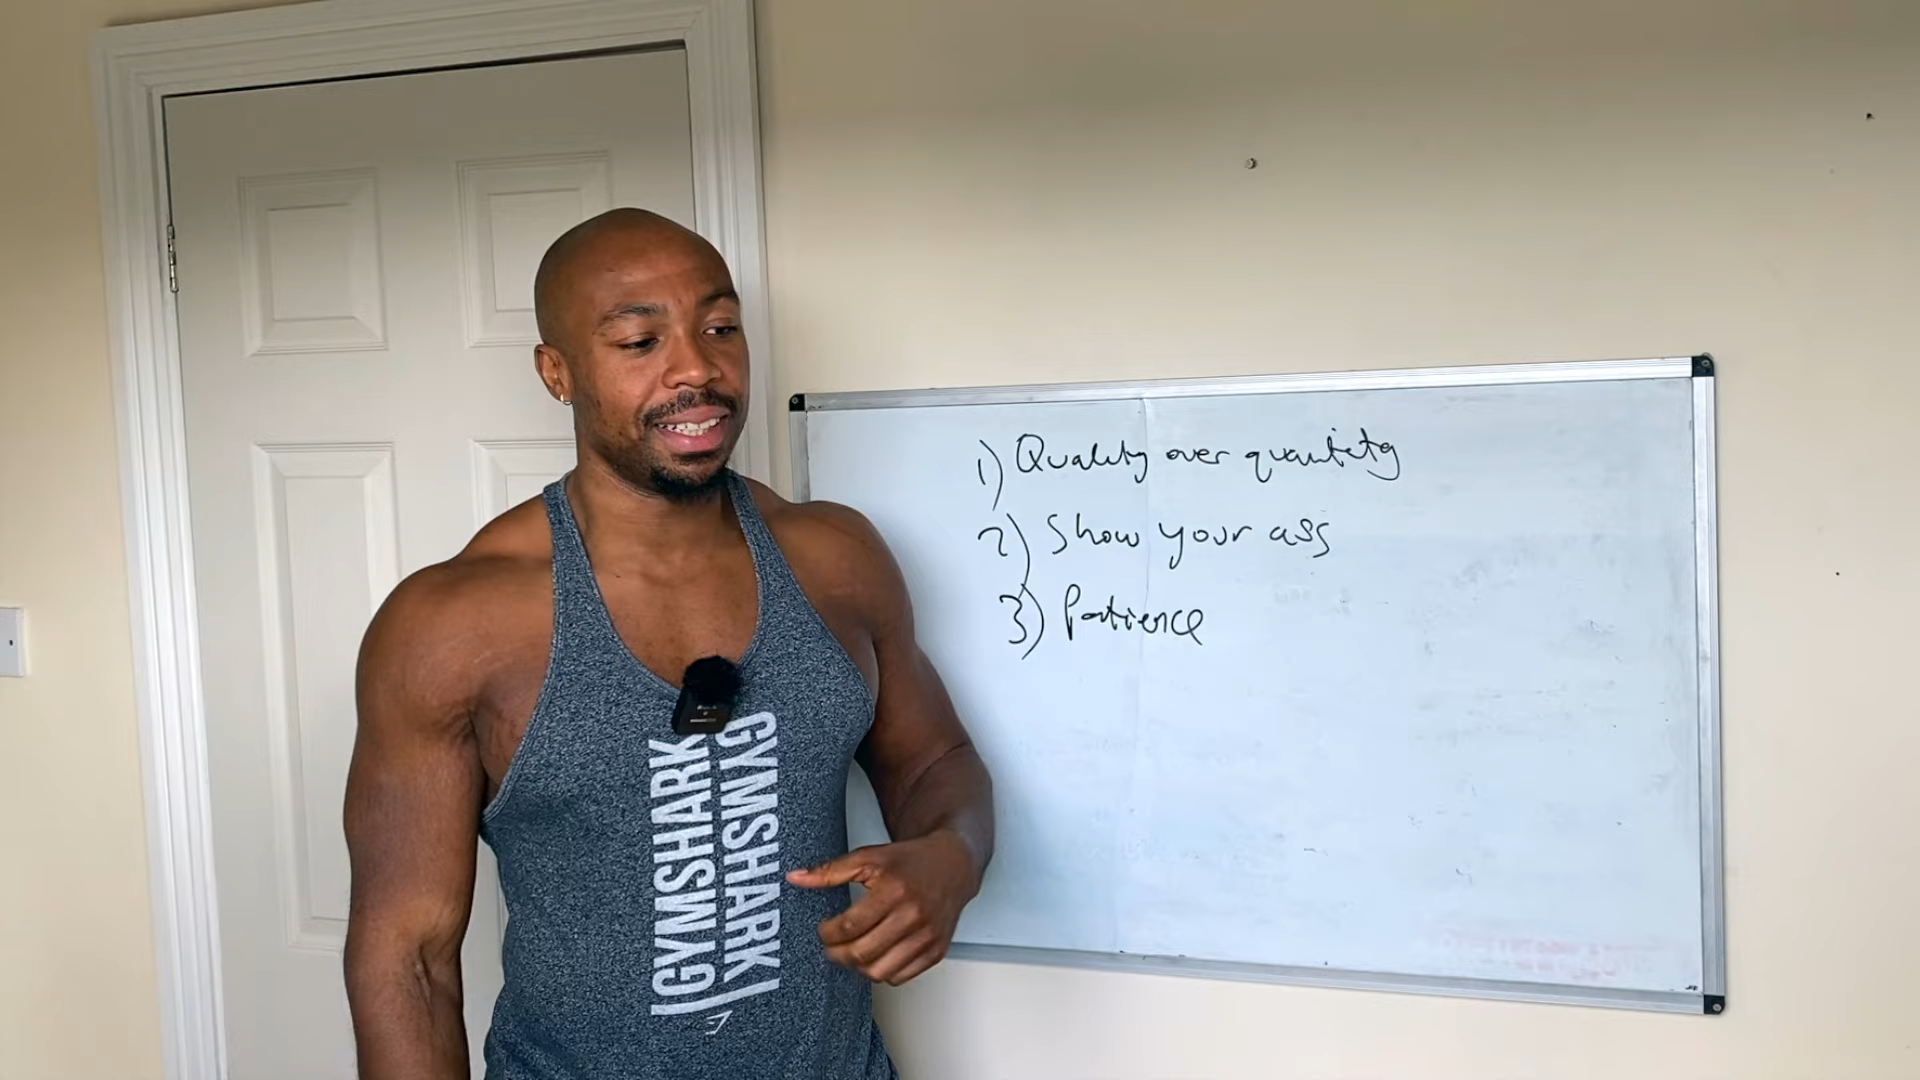 1) Quality over quantity
2) Show your ass
3) Patience
GYMSHARK
GYMSHARK